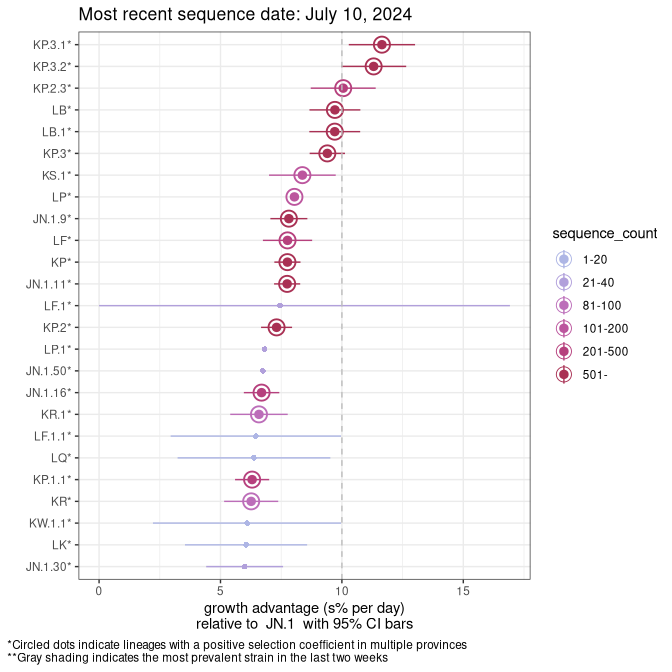 Most recent sequence date: July 10, 2024
KP.3.1*
KP.3.2*
KP.2.3*
LB*
LB.1*
KP.3*
KS.1*
LP*
JN.1.9*
LF*
KP*
JN.1.11*
LF.1*
KP.2*
LP.1*
JN.1.50*
JN.1.16*
KR.1*
LF.1.1*
LQ*
KP.1.1*
KR*
KW.1.1*
LK*
JN.1.30*
0 5 10 15
growth advantage (s% per day)
relative to JN.1 with 95% CI bars
sequence_count
1-20
21-40
81-100
101-200
201-500
501-
*Circled dots indicate lineages with a positive selection coefficient in multiple provinces
**Gray shading indicates the most prevalent strain in the last two weeks